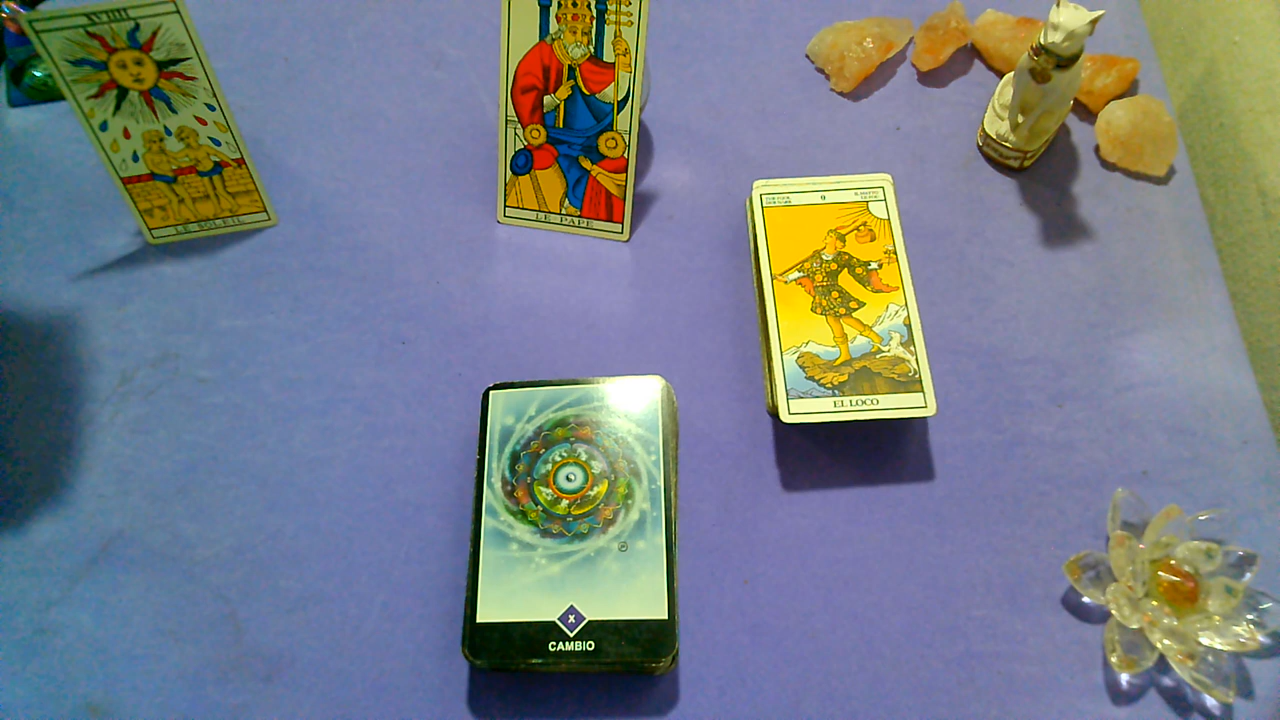 XVIIII
LE SOLEIL
LE PAPE
0
EL LOCO
X
CAMBIO